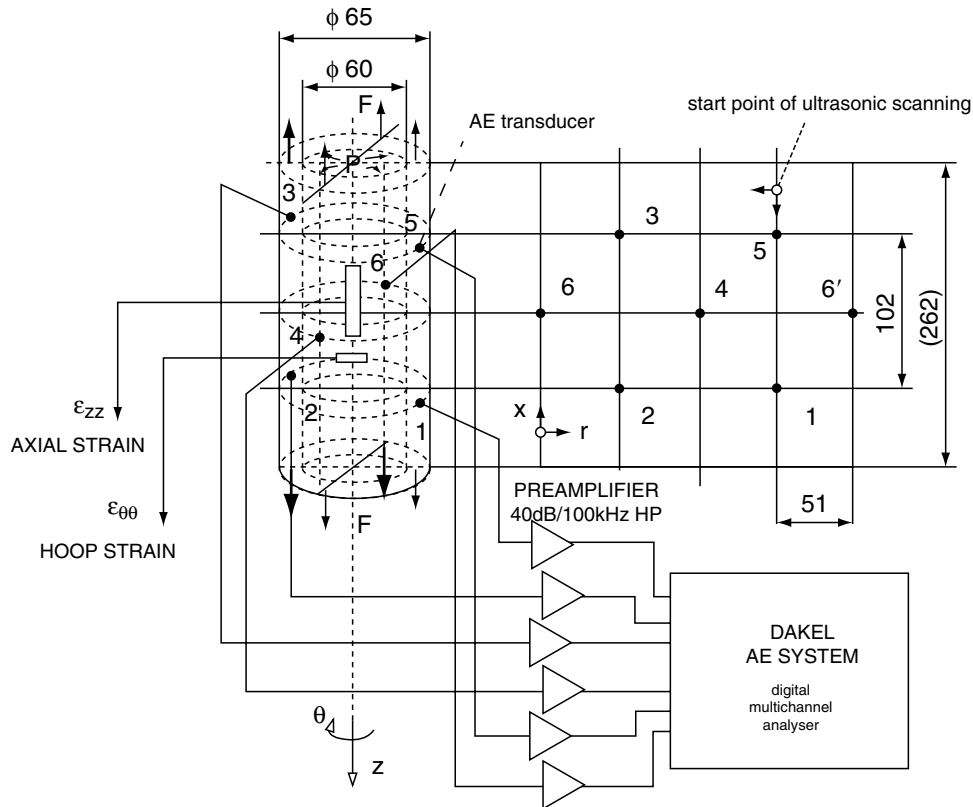 ϕ 65
ϕ 60
F
AE transducer
start point of ultrasonic scanning
P
3
5
6
4
2
1
3
5
6
4
6′
2
1
102
(262)
51
x
r
εzz
AXIAL STRAIN
εθθ
HOOP STRAIN
F
PREAMPLIFIER
40dB/100kHz HP
DAKEL
AE SYSTEM
digital
multichannel
analyser
θ
z